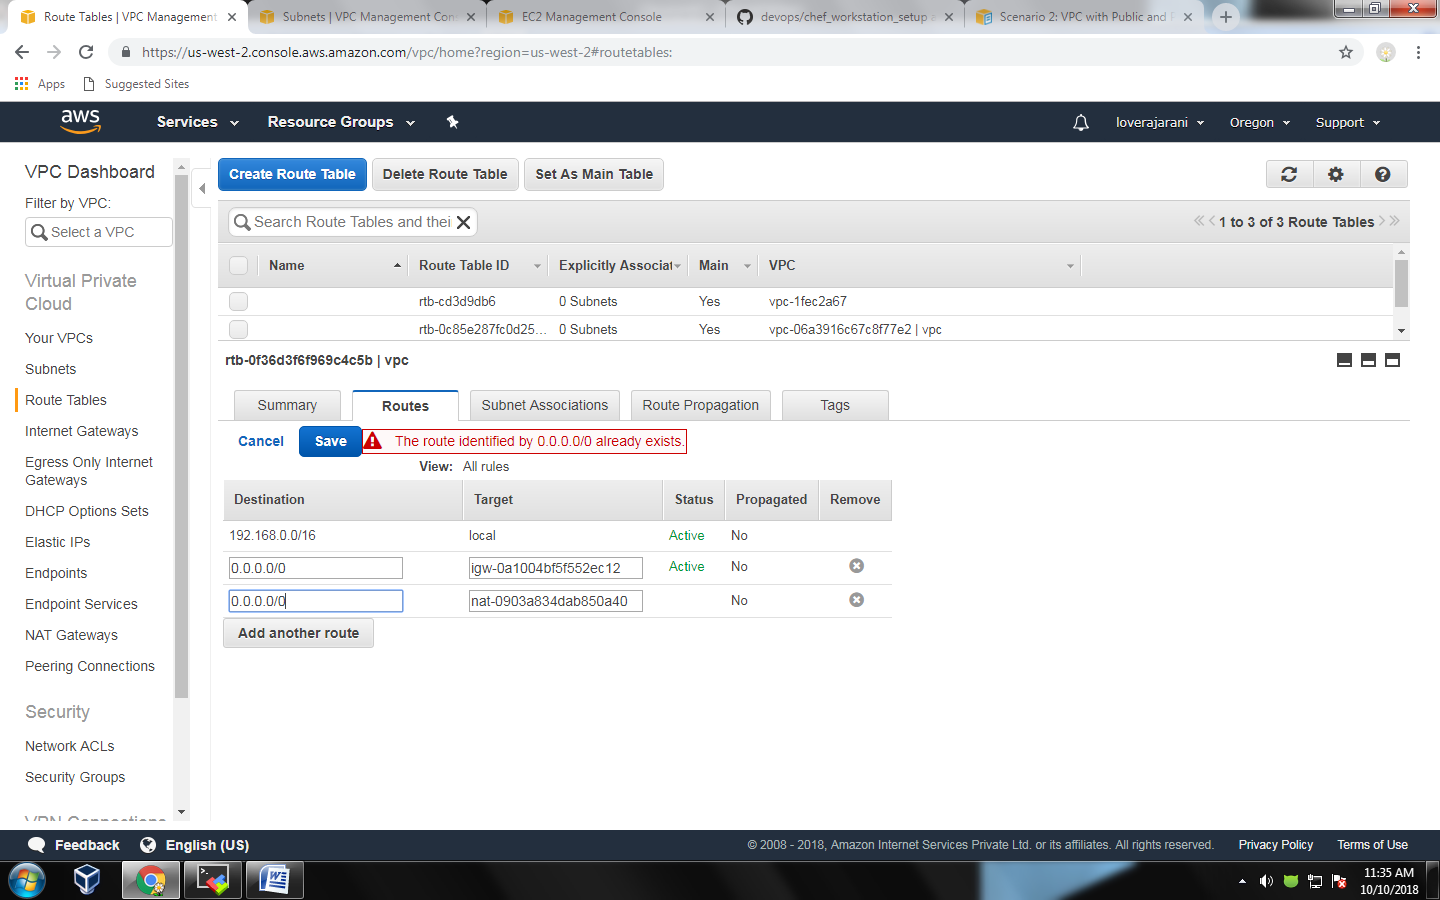 Route Tables | VPC Management
Subnets | VPC Management Con
EC2 Management Console
devops/chef_workstation_setup a
Scenario 2: VPC with Public and P
https://us-west-2.console.aws.amazon.com/vpc/home?region=us-west-2#routetables:
Apps
Suggested Sites
aws
Services
Resource Groups
loverajarani
Oregon
Support
VPC Dashboard
Filter by VPC:
Select a VPC
Virtual Private
Cloud
Your VPCs
Subnets
Route Tables
Internet Gateways
Egress Only Internet
Gateways
DHCP Options Sets
Elastic IPs
Endpoints
Endpoint Services
NAT Gateways
Peering Connections
Security
Network ACLs
Security Groups
VPN Connections
Create Route Table
Delete Route Table
Set As Main Table
Search Route Tables and thei
1 to 3 of 3 Route Tables
Name Route Table ID Explicitly Associat Main VPC
rtb-cd3d9db6 0 Subnets Yes vpc-1fec2a67
rtb-0c85e287fc0d25... 0 Subnets Yes vpc-06a3916c67c8f77e2 | vpc
rtb-0f36d3f6f969c4c5b | vpc
Summary
Routes
Subnet Associations
Route Propagation
Tags
Cancel
Save
The route identified by 0.0.0.0/0 already exists.
View: All rules
Destination Target Status Propagated Remove
192.168.0.0/16 local Active No
0.0.0.0/0 igw-0a1004bf5f552ec12 Active No
0.0.0.0/0 nat-0903a834dab850a40 No
Add another route
Feedback
English (US)
© 2008 - 2018, Amazon Internet Services Private Ltd. or its affiliates. All rights reserved.
Privacy Policy
Terms of Use
11:35 AM
10/10/2018